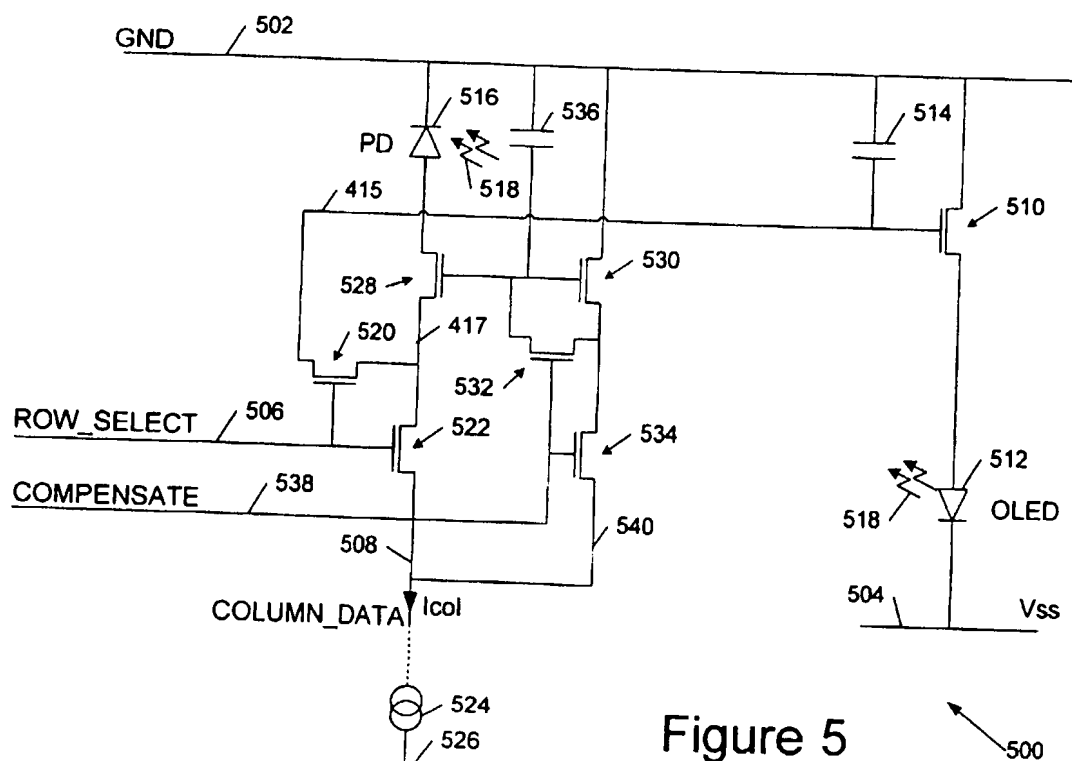 GND
502
516
536
514
PD
518
415
510
528
530
417
520
532
ROW_SELECT
506
522
534
COMPENSATE
538
512
518
OLED
508
540
COLUMN_DATA
Icol
504
Vss
524
526
Figure 5
500